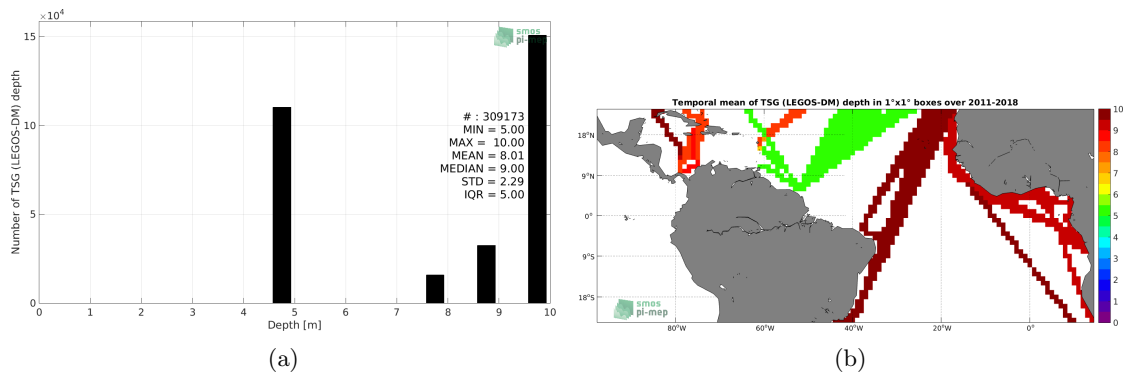 ×10⁴
15
10
5
0
Number of TSG (LEGOS-DM) depth
smos
pi-mep
# : 309173
MIN = 5.00
MAX = 10.00
MEAN = 8.01
MEDIAN = 9.00
STD = 2.29
IQR = 5.00
0 1 2 3 4 5 6 7 8 9 10
Depth [m]
(a)
Temporal mean of TSG (LEGOS-DM) depth in 1°x1° boxes over 2011-2018
18°N
9°N
0°
9°S
18°S
80°W 60°W 40°W 20°W 0°
smos
pi-mep
10
9
8
7
6
5
4
3
2
1
0
(b)